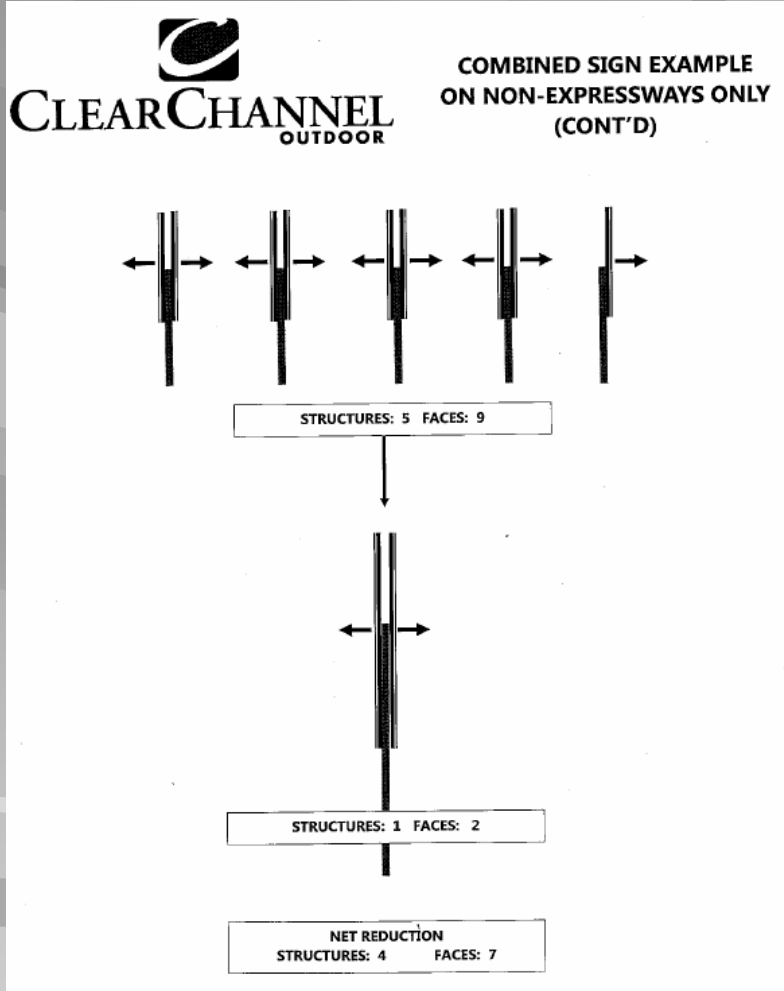 COMBINED SIGN EXAMPLE
ON NON-EXPRESSWAYS ONLY
(CONT'D)
CLEARCHANNEL
OUTDOOR
STRUCTURES: 5 FACES: 9
STRUCTURES: 1 FACES: 2
NET REDUCTION
STRUCTURES: 4 FACES: 7